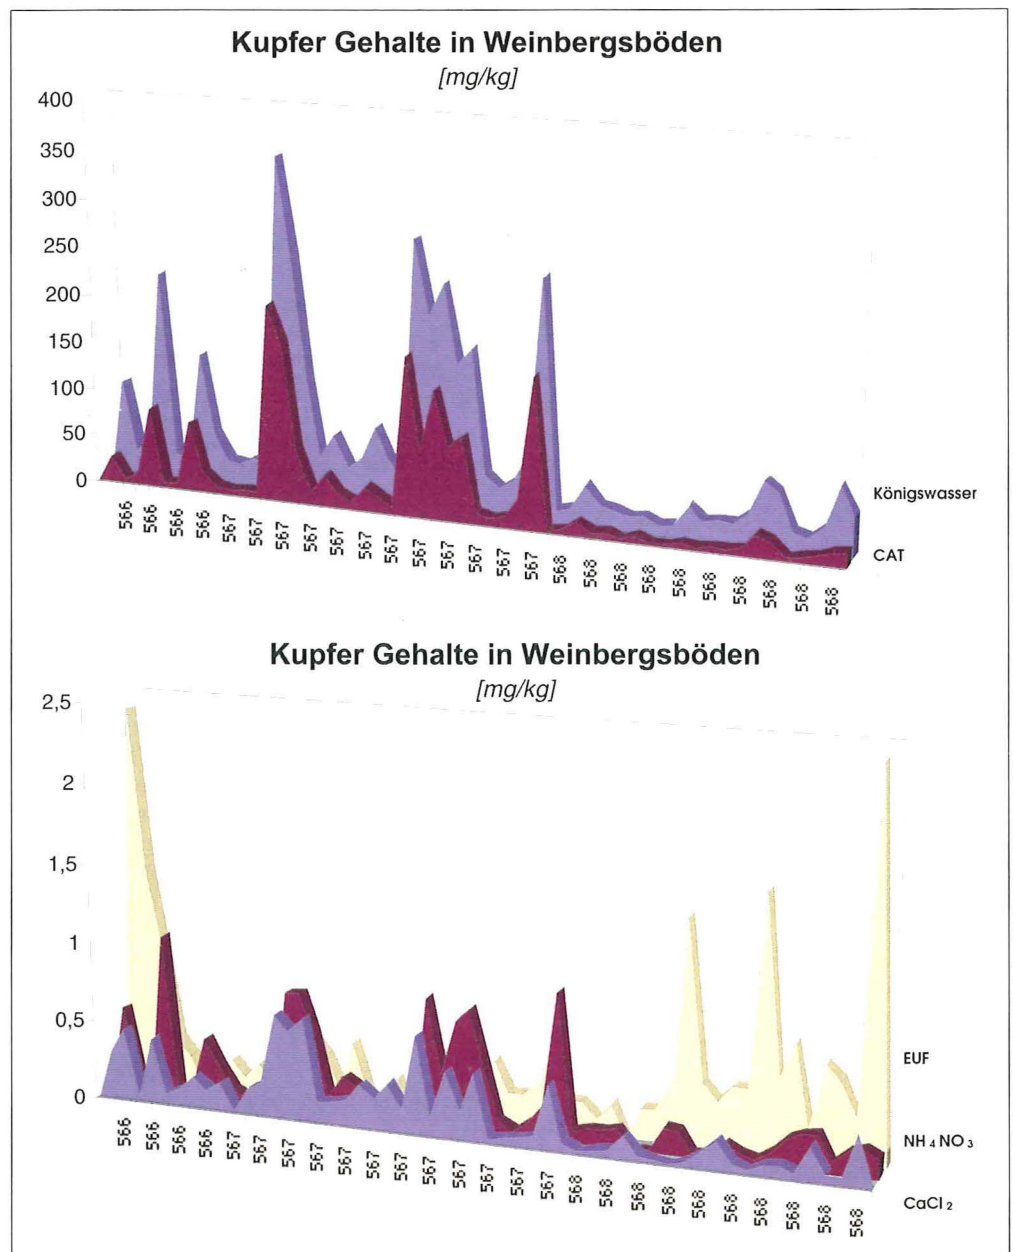 Kupfer Gehalte in Weinbergsböden
[mg/kg]
400
350
300
250
200
150
100
50
0
566 566 566 566 567 567 567 567 567 567 567 567 567 567 567 568 568 568 568 568 568 568 568 568 568
Königswasser
CAT
Kupfer Gehalte in Weinbergsböden
[mg/kg]
2,5
2
1,5
1
0,5
0
566 566 566 566 567 567 567 567 567 567 567 567 567 567 567 568 568 568 568 568 568 568 568 568 568
EUF
NH₄NO₃
CaCl₂